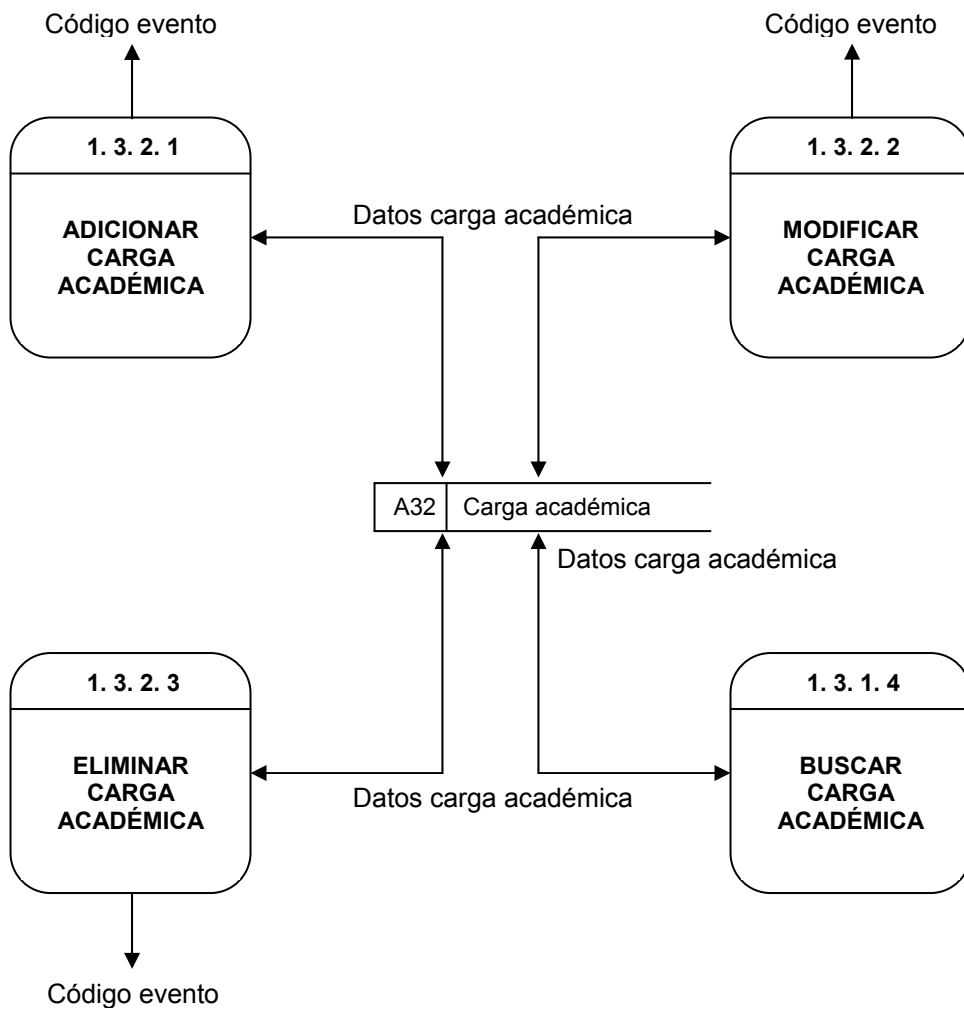 Código evento
Código evento
1. 3. 2. 1
1. 3. 2. 2
ADICIONAR
CARGA
ACADÉMICA
Datos carga académica
MODIFICAR
CARGA
ACADÉMICA
A32
Carga académica
Datos carga académica
1. 3. 2. 3
1. 3. 1. 4
ELIMINAR
CARGA
ACADÉMICA
Datos carga académica
BUSCAR
CARGA
ACADÉMICA
Código evento